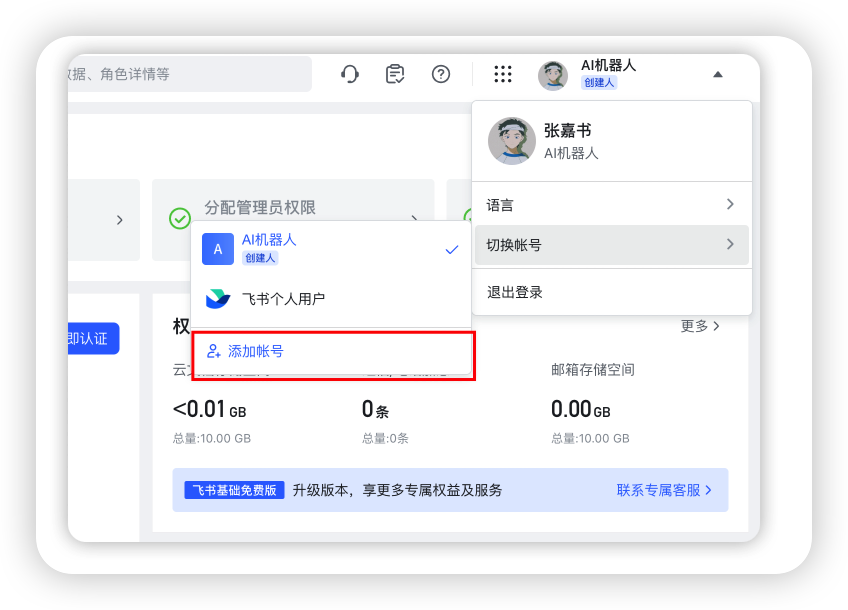 数据、角色详情等
AI机器人
创建人
张嘉书
AI机器人
语言
切换帐号
退出登录
分配管理员权限
A
AI机器人
创建人
飞书个人用户
添加帐号
即认证
权
更多
云
邮箱存储空间
<0.01 GB
0条
0.00 GB
总量:10.00 GB
总量:0条
总量:10.00 GB
飞书基础免费版
升级版本，享更多专属权益及服务
联系专属客服